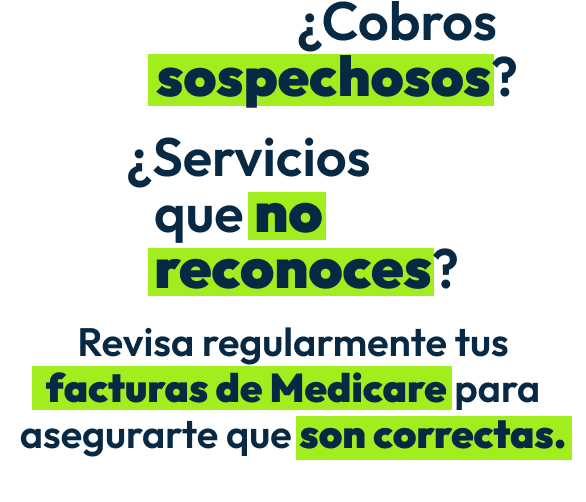 ¿Cobros
sospechosos?
¿Servicios
que no
reconoces?
Revisa regularmente tus
facturas de Medicare para
asegurarte que son correctas.